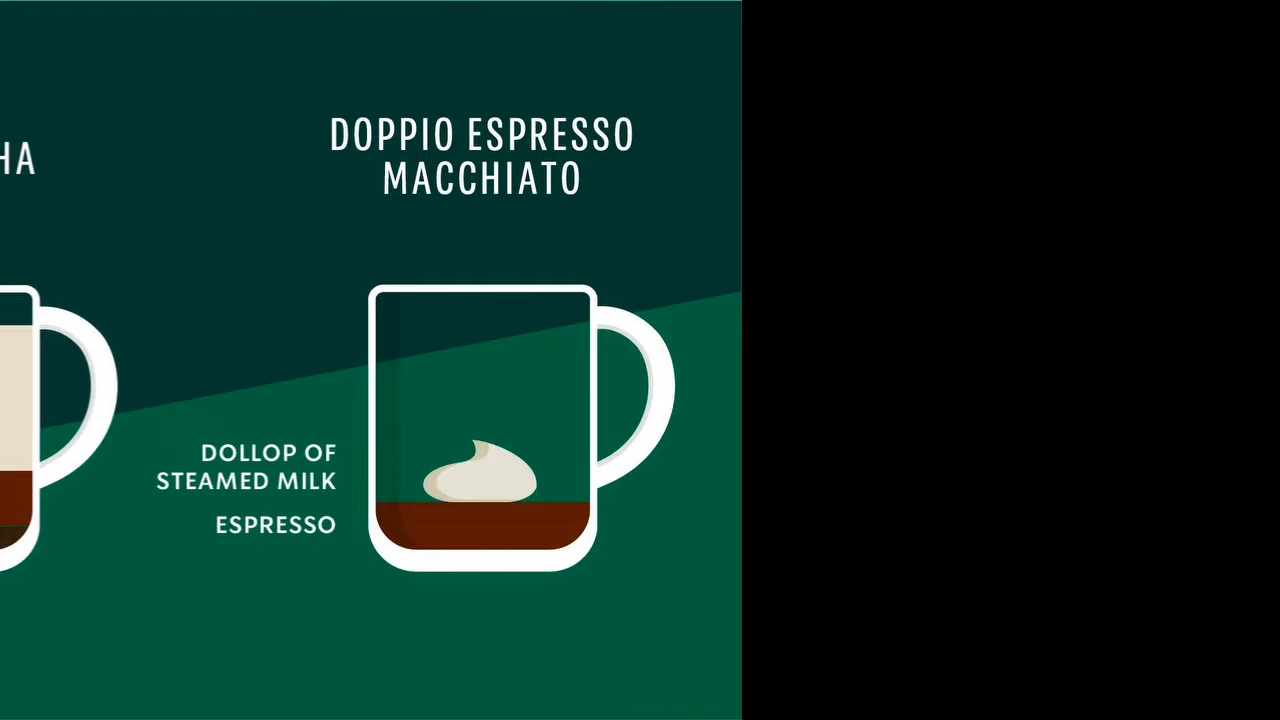 DOPPIO ESPRESSO
MACCHIATO
DOLLOP OF
STEAMED MILK
ESPRESSO